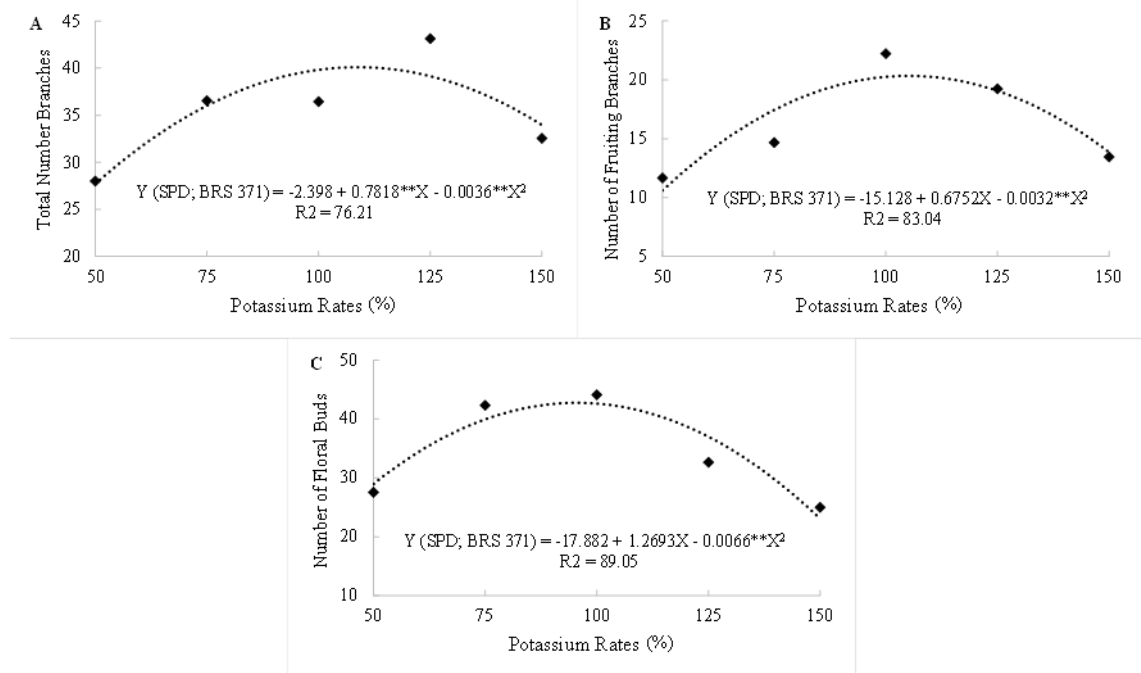 A
Total Number Branches
45
40
35
30
25
20
Y (SPD; BRS 371) = -2.398 + 0.7818**X - 0.0036**X²
R2 = 76.21
50 75 100 125 150
Potassium Rates (%)
B
Number of Fruiting Branches
25
20
15
10
5
Y (SPD; BRS 371) = -15.128 + 0.6752X - 0.0032**X²
R2 = 83.04
50 75 100 125 150
Potassium Rates (%)
C
Number of Floral Buds
50
40
30
20
10
Y (SPD; BRS 371) = -17.882 + 1.2693X - 0.0066**X²
R2 = 89.05
50 75 100 125 150
Potassium Rates (%)